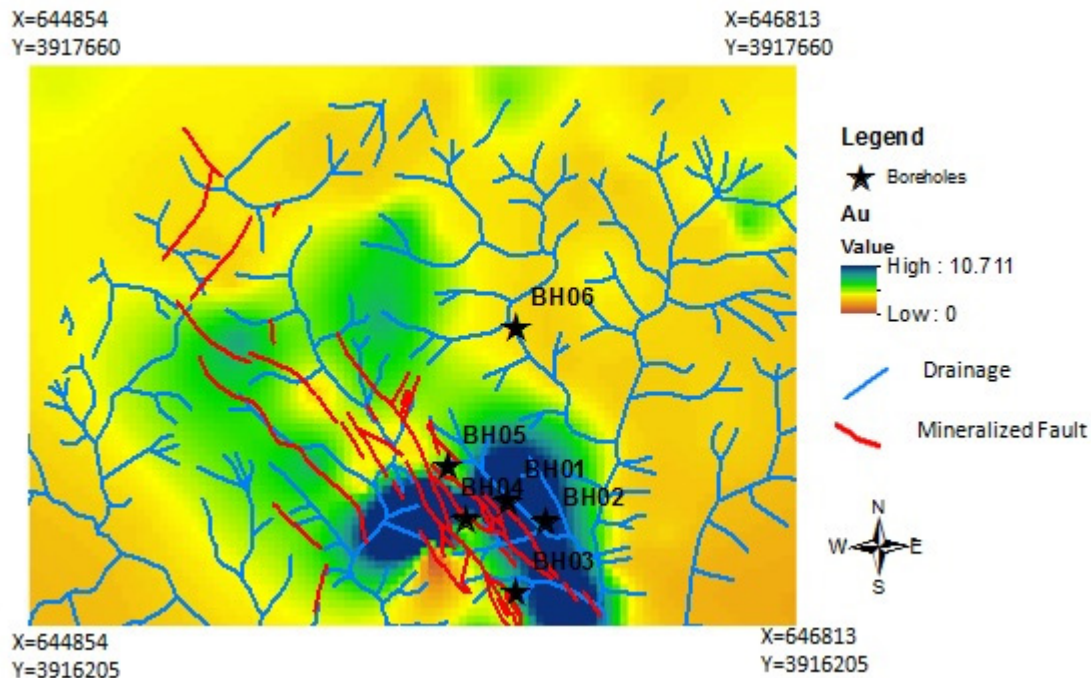 X=644854
Y=3917660
X=646813
Y=3917660
Legend
Boreholes
Au
Value
High : 10.711
Low : 0
Drainage
Mineralized Fault
N
W E
S
BH06
BH05
BH01
BH04
BH02
BH03
X=644854
Y=3916205
X=646813
Y=3916205